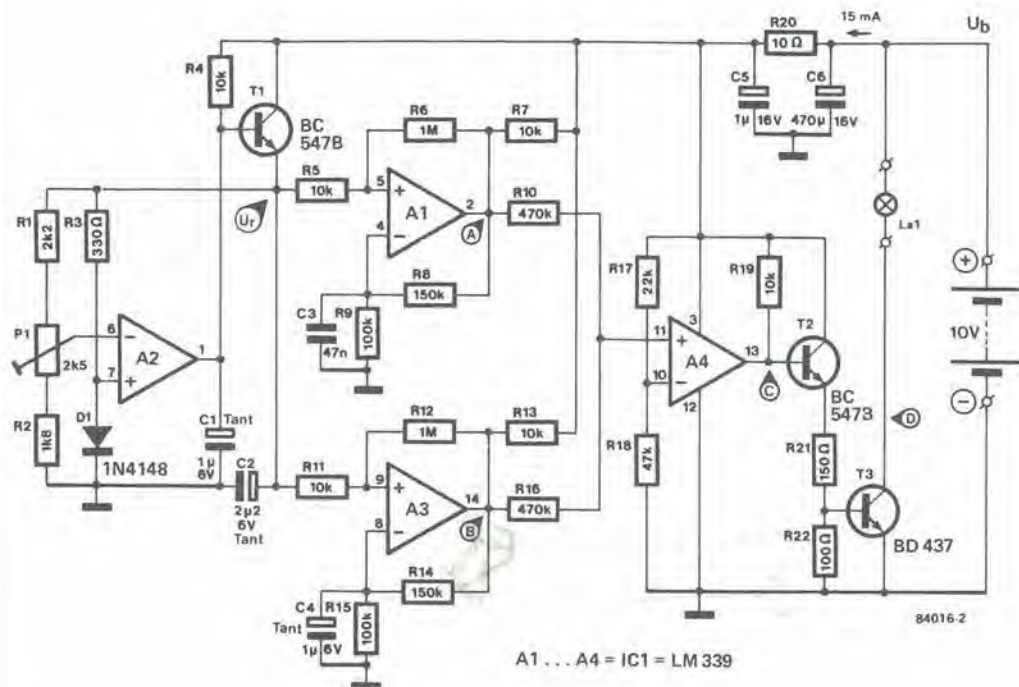 R20
10 Ω
15 mA
Ub
R4
10k
T1
BC
547B
R6
1M
R7
10k
C5
1μ
16V
C6
470μ
16V
R5
10k
5
+
A1
2
4
−
A
R10
470k
Ur
R1
2k2
R3
330 Ω
La1
R8
150k
R17
22k
R19
10k
C3
47n
R9
100k
P1
2k5
6
−
A2
1
7
+
11
+
A4
3
13
10
−
12
T2
BC
547B
C
+
10V
−
D
R2
1k8
D1
1N4148
C1
Tant
1μ
6V
C2
2μ2
6V
Tant
R12
1M
R13
10k
R11
10k
9
+
A3
14
8
−
B
R16
470k
R18
47k
R21
150 Ω
T3
BD 437
R22
100 Ω
R14
150k
C4
Tant
1μ
6V
R15
100k
84016-2
A1 . . . A4 = IC1 = LM 339